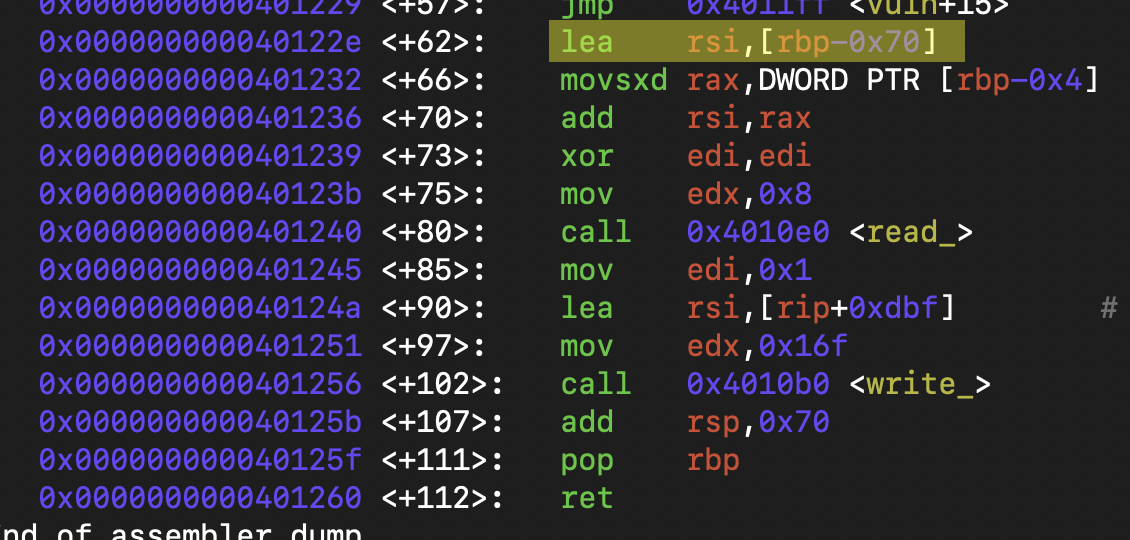 0x0000000000401229 <+57>: jmp 0x4011ff <vuln+15>
0x000000000040122e <+62>: lea rsi,[rbp-0x70]
0x0000000000401232 <+66>: movsxd rax,DWORD PTR [rbp-0x4]
0x0000000000401236 <+70>: add rsi,rax
0x0000000000401239 <+73>: xor edi,edi
0x000000000040123b <+75>: mov edx,0x8
0x0000000000401240 <+80>: call 0x4010e0 <read_>
0x0000000000401245 <+85>: mov edi,0x1
0x000000000040124a <+90>: lea rsi,[rip+0xdbf] #
0x0000000000401251 <+97>: mov edx,0x16f
0x0000000000401256 <+102>: call 0x4010b0 <write_>
0x000000000040125b <+107>: add rsp,0x70
0x000000000040125f <+111>: pop rbp
0x0000000000401260 <+112>: ret
nd of assembler dump